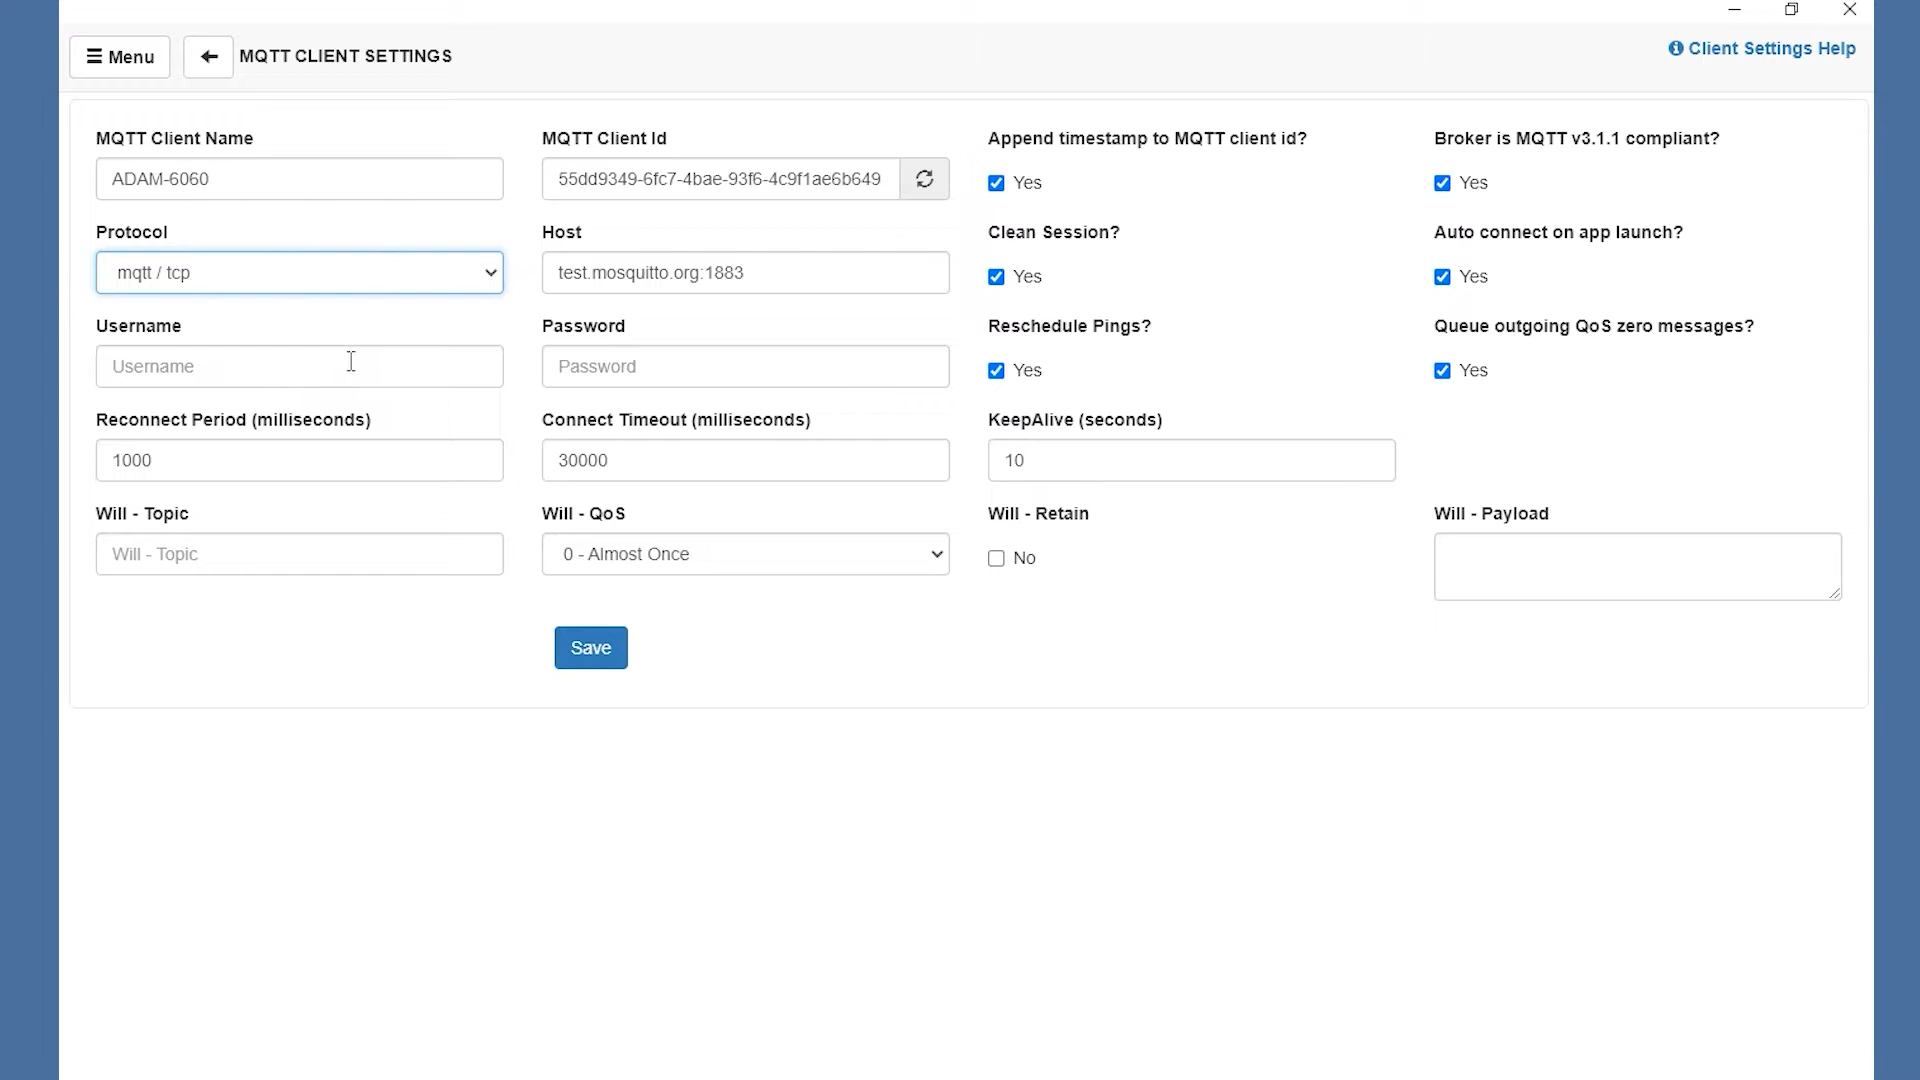 Menu
MQTT CLIENT SETTINGS
Client Settings Help
MQTT Client Name
MQTT Client Id
Append timestamp to MQTT client id?
Broker is MQTT v3.1.1 compliant?
ADAM-6060
55dd9349-6fc7-4bae-93f6-4c9f1ae6b649
Yes
Yes
Protocol
Host
Clean Session?
Auto connect on app launch?
mqtt / tcp
test.mosquitto.org:1883
Yes
Yes
Username
Password
Reschedule Pings?
Queue outgoing QoS zero messages?
Username
Password
Yes
Yes
Reconnect Period (milliseconds)
Connect Timeout (milliseconds)
KeepAlive (seconds)
1000
30000
10
Will - Topic
Will - QoS
Will - Retain
Will - Payload
Will - Topic
0 - Almost Once
No
Save